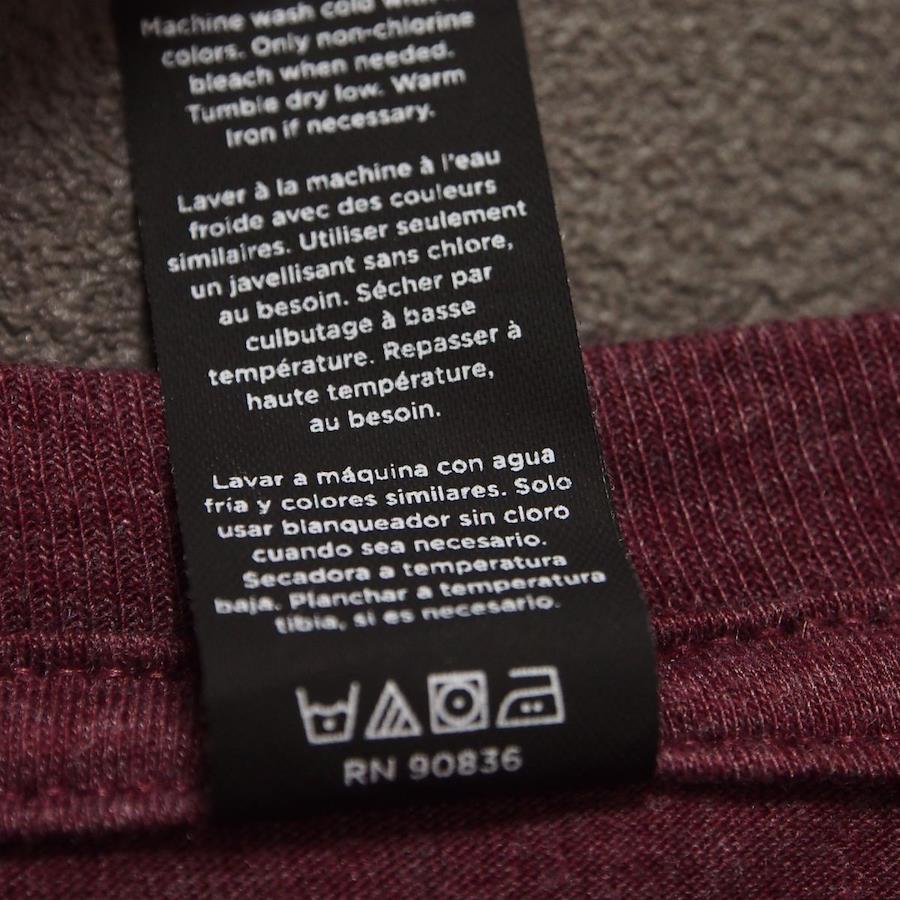 Machine wash cold with
colors. Only non-chlorine
bleach when needed.
Tumble dry low. Warm
Iron if necessary.
Laver à la machine à l'eau
froide avec des couleurs
similaires. Utiliser seulement
un javellisant sans chlore,
au besoin. Sécher par
culbutage à basse
température. Repasser à
haute température,
au besoin.
Lavar a máquina con agua
fría y colores similares. Solo
usar blanqueador sin cloro
cuando sea necesario.
Secadora a temperatura
baja. Planchar a temperatura
tibia, si es necesario.
RN 90836